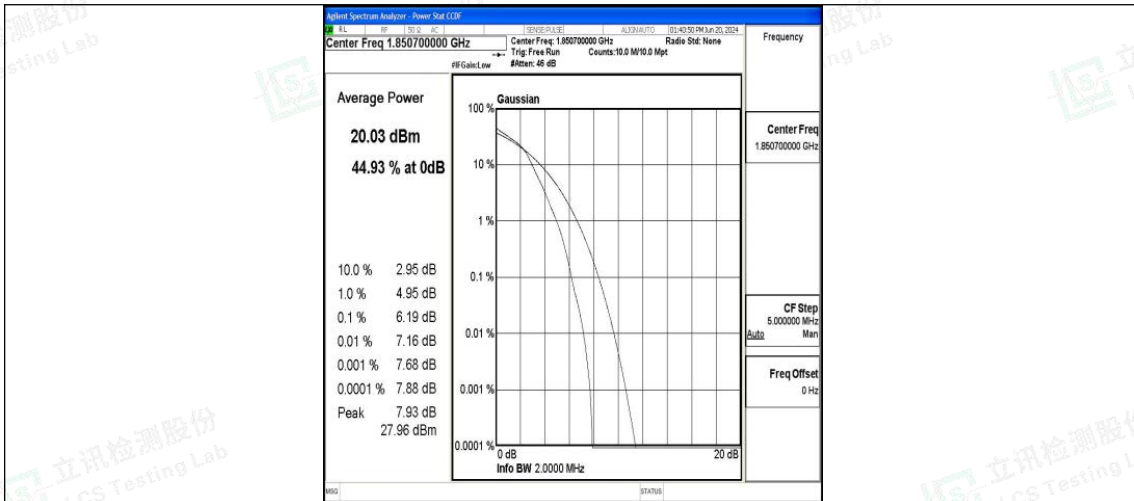 Agilent Spectrum Analyzer - Power Stat CCDF
RL RF 50 Ω AC SENSE:PULSE ALIGN AUTO 01:40:50 PM Jun 20, 2024
Center Freq 1.850700000 GHz
Center Freq: 1.850700000 GHz Radio Std: None
Trig: Free Run Counts:10.0 M/10.0 Mpt
#IFGain:Low #Atten: 46 dB
Frequency
Average Power
20.03 dBm
44.93 % at 0dB
10.0 % 2.95 dB
1.0 % 4.95 dB
0.1 % 6.19 dB
0.01 % 7.16 dB
0.001 % 7.68 dB
0.0001 % 7.88 dB
Peak 7.93 dB
27.96 dBm
Gaussian
100 %
10 %
1 %
0.1 %
0.01 %
0.001 %
0.0001 %
0 dB 20 dB
Info BW 2.0000 MHz
Center Freq
1.850700000 GHz
CF Step
5.000000 MHz
Auto Man
Freq Offset
0 Hz
MSG STATUS
立讯检测股份
LCS Testing Lab